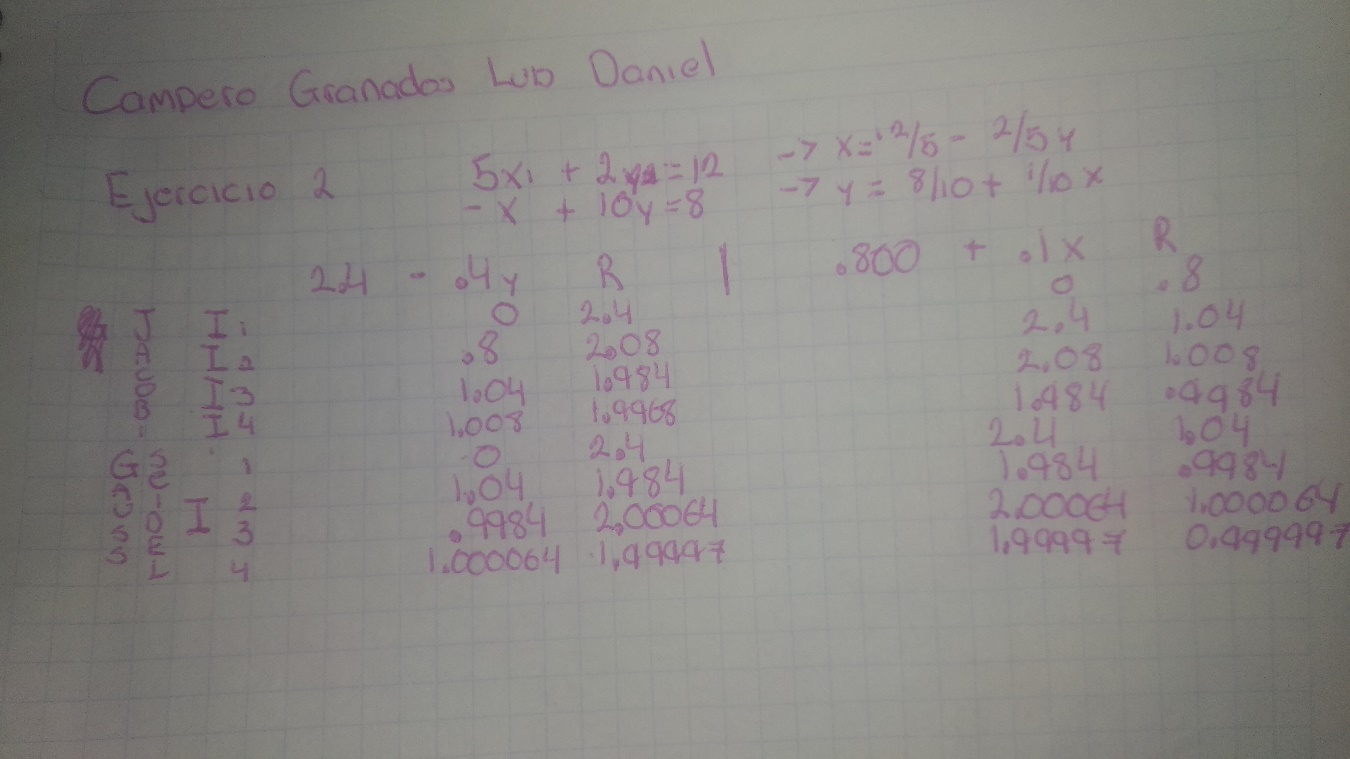 Campero Granados Luis Daniel
Ejercicio 2 5x1 + 2y = 12 -> x = 12/5 - 2/5 y
- x + 10y = 8 -> y = 8/10 + 1/10 x
2.4 - .4y R | .800 + .1x R
0 .8
J I1 0 2.4 2.4 1.04
A I2 .8 2.08 2.08 1.008
C
O I3 1.04 1.984 1.984 .9984
B
I I4 1.008 1.9968
G S 1 0 2.4 2.4 1.04
A E
U I I 2 1.04 1.984 1.984 .9984
S D 3 .9984 2.00064 2.00064 1.000064
S E
L 4 1.000064 1.99997 1.99997 0.999997